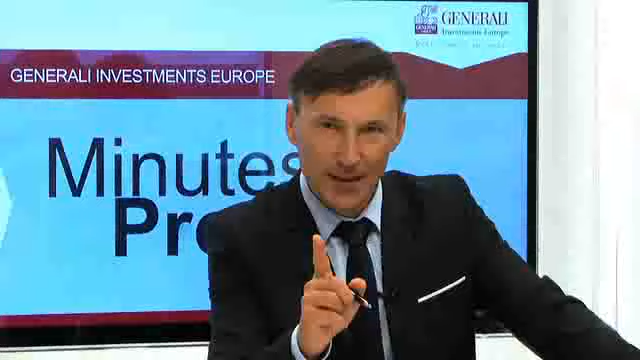 GENERALI
Investments Europe
GENERALI INVESTMENTS EUROPE
Minutes
Pro